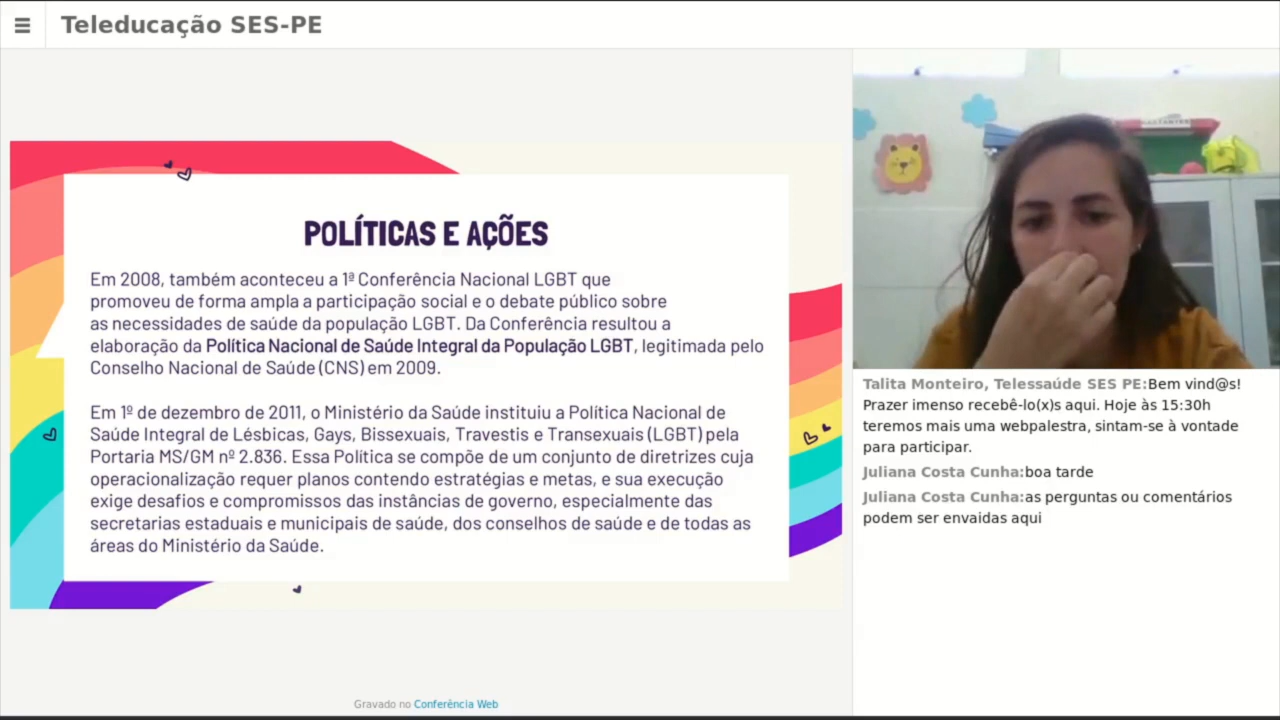 Teleducação SES-PE
POLÍTICAS E AÇÕES
Em 2008, também aconteceu a 1ª Conferência Nacional LGBT que
promoveu de forma ampla a participação social e o debate público sobre
as necessidades de saúde da população LGBT. Da Conferência resultou a
elaboração da Política Nacional de Saúde Integral da População LGBT, legitimada pelo
Conselho Nacional de Saúde (CNS) em 2009.
Em 1º de dezembro de 2011, o Ministério da Saúde instituiu a Política Nacional de
Saúde Integral de Lésbicas, Gays, Bissexuais, Travestis e Transexuais (LGBT) pela
Portaria MS/GM nº 2.836. Essa Política se compõe de um conjunto de diretrizes cuja
operacionalização requer planos contendo estratégias e metas, e sua execução
exige desafios e compromissos das instâncias de governo, especialmente das
secretarias estaduais e municipais de saúde, dos conselhos de saúde e de todas as
áreas do Ministério da Saúde.
Gravado no Conferência Web
Talita Monteiro, Telessaúde SES PE:Bem vind@s!
Prazer imenso recebê-lo(x)s aqui. Hoje às 15:30h
teremos mais uma webpalestra, sintam-se à vontade
para participar.
Juliana Costa Cunha:boa tarde
Juliana Costa Cunha:as perguntas ou comentários
podem ser envaidas aqui